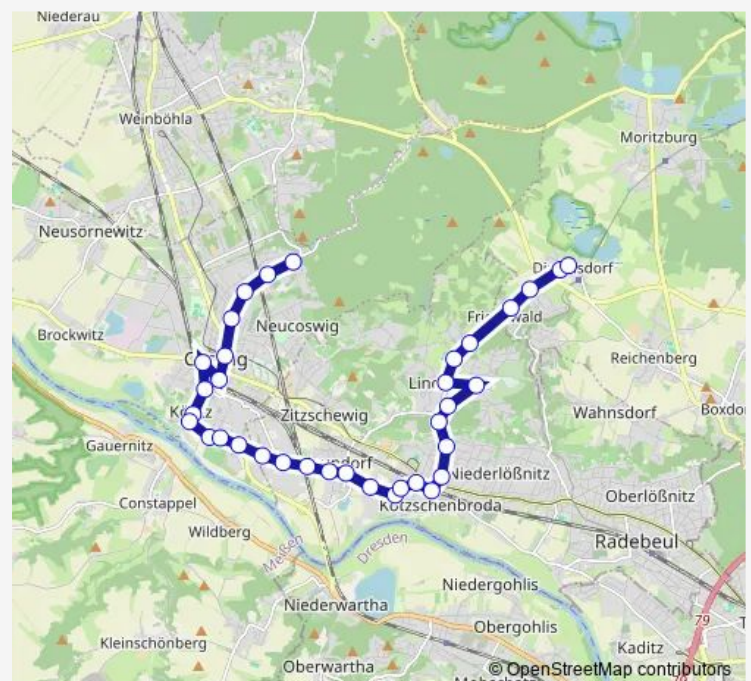 Niederau
Weinböhla
Moritzburg
Neusörnewitz
Neucoswig
Brockwitz
Reichenberg
Zitzschewig
Wahnsdorf
Gauernitz
Niederlößnitz
Oberlößnitz
Constappel
Kötzschenbroda
Wildberg
Meißen
Dresden
Radebeul
Niedergohlis
Niederwartha
79
Obergohlis
Kleinschönberg
Kaditz
Oberwartha
© OpenStreetMap contributors